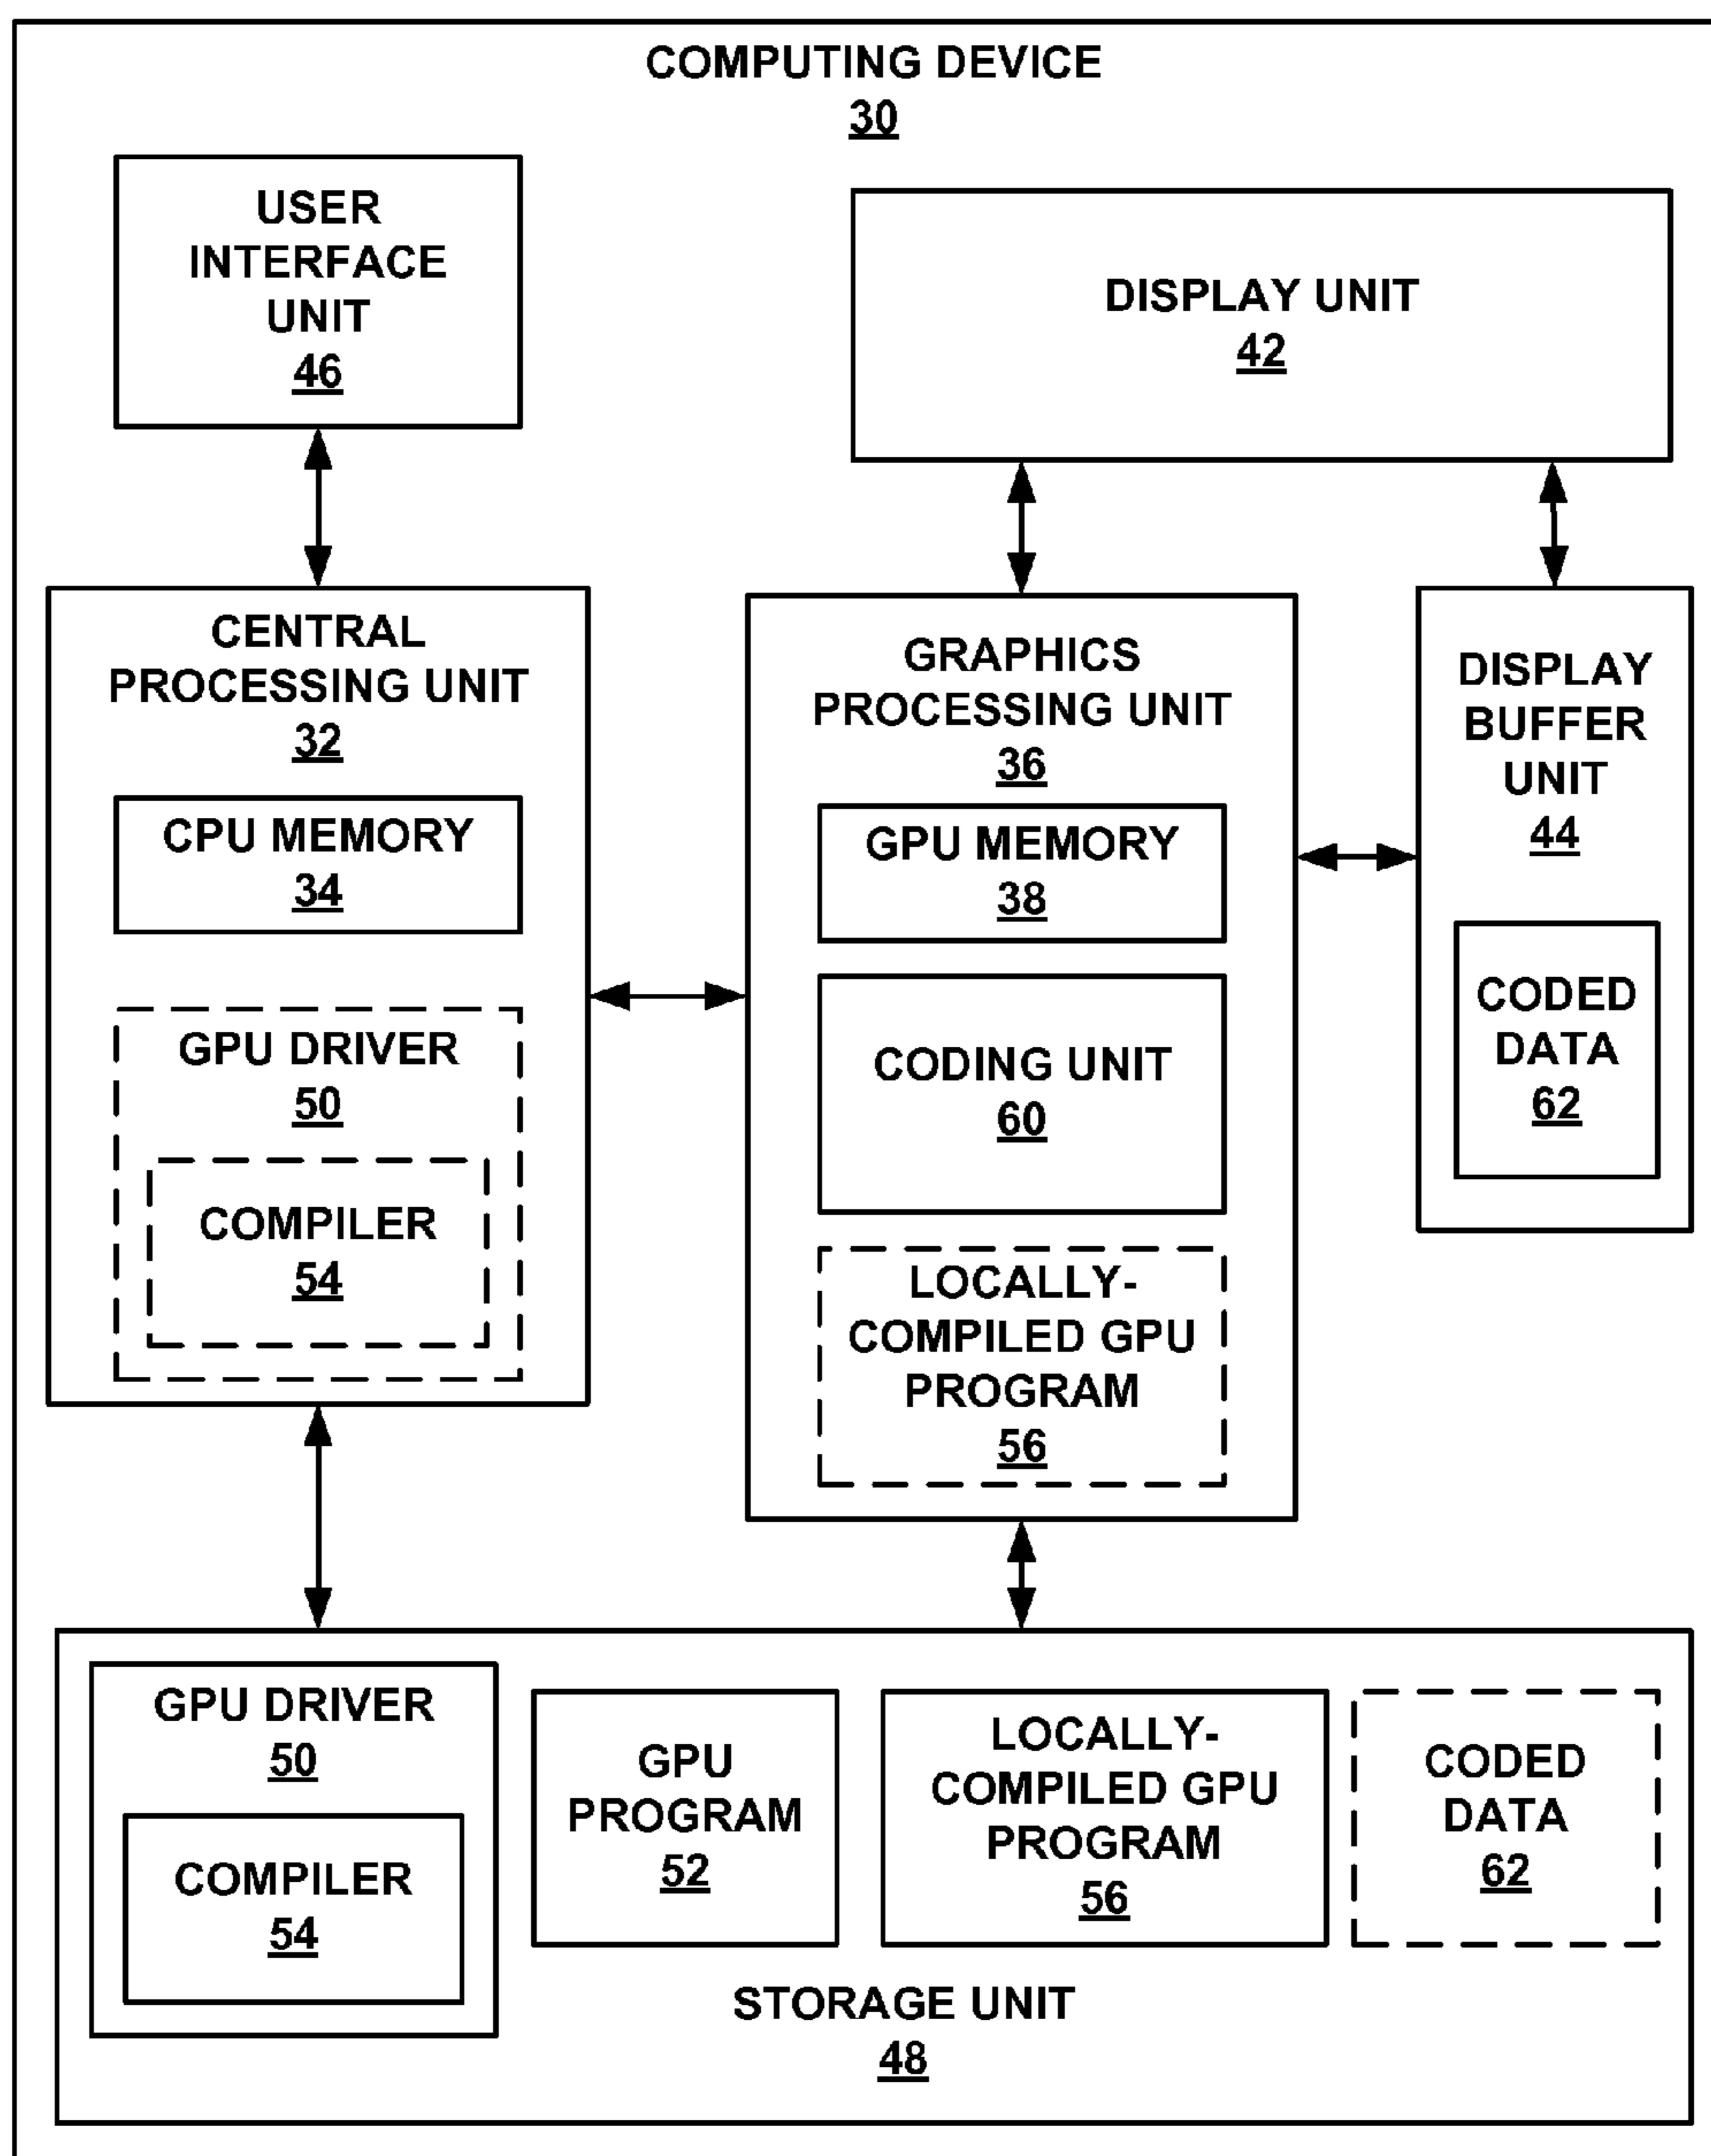 COMPUTING DEVICE
30
USER
INTERFACE
UNIT
46
DISPLAY UNIT
42
CENTRAL
PROCESSING UNIT
32
CPU MEMORY
34
GPU DRIVER
50
COMPILER
54
GRAPHICS
PROCESSING UNIT
36
GPU MEMORY
38
CODING UNIT
60
LOCALLY-
COMPILED GPU
PROGRAM
56
DISPLAY
BUFFER
UNIT
44
CODED
DATA
62
GPU DRIVER
50
COMPILER
54
GPU
PROGRAM
52
LOCALLY-
COMPILED GPU
PROGRAM
56
CODED
DATA
62
STORAGE UNIT
48